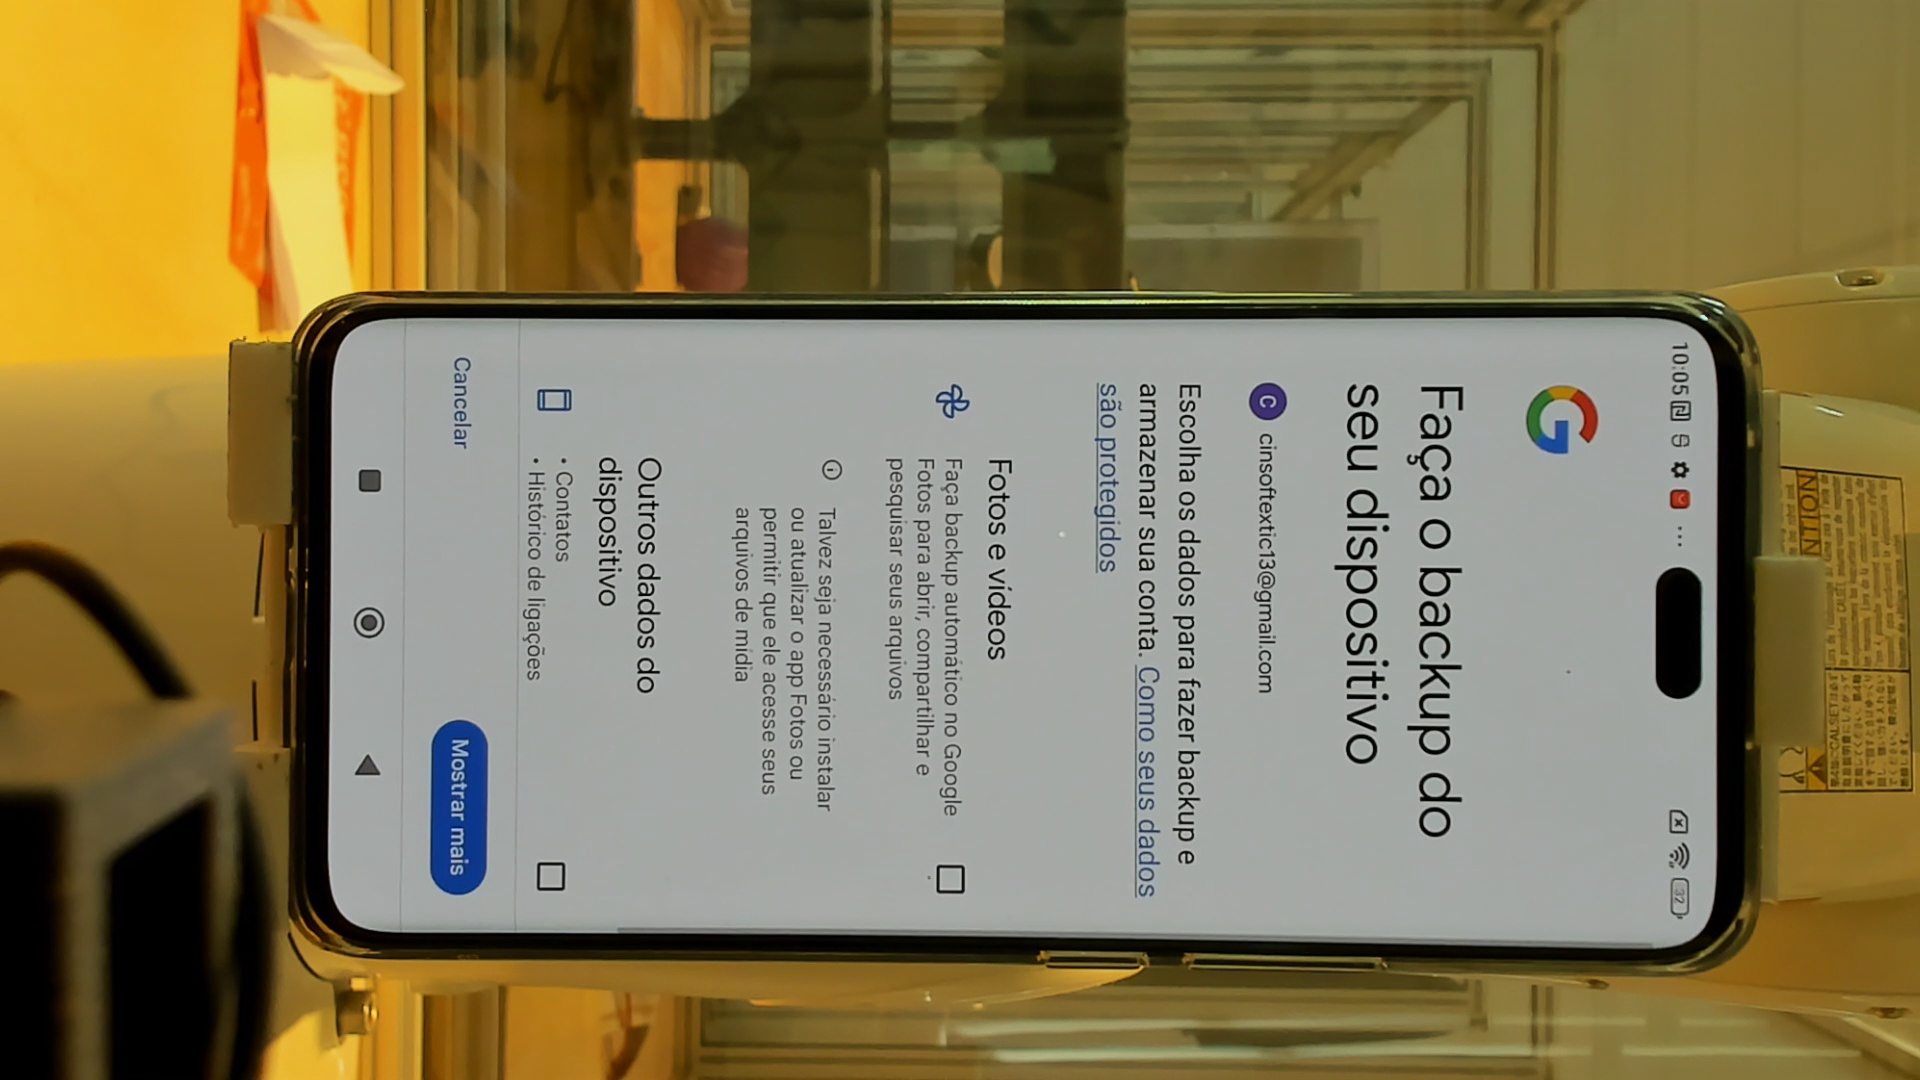 10:05
32
Faça o backup do
seu dispositivo
C cinsoftextic13@gmail.com
Escolha os dados para fazer backup e
armazenar sua conta. Como seus dados
são protegidos
Fotos e vídeos
Faça backup automático no Google
Fotos para abrir, compartilhar e
pesquisar seus arquivos
Talvez seja necessário instalar
ou atualizar o app Fotos ou
permitir que ele acesse seus
arquivos de mídia
Outros dados do
dispositivo
• Contatos
• Histórico de ligações
Cancelar
Mostrar mais